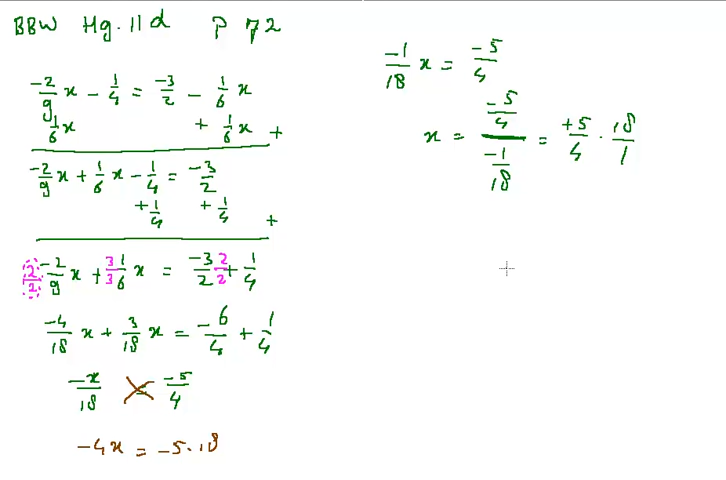 BBW Hg. 11 d P 72
-2/9 x - 1/4 = -3/2 - 1/6 x
1/6 x + 1/6 x +
-2/9 x + 1/6 x - 1/4 = -3/2
+ 1/4 + 1/4 +
2/2 -2/9 x + 3/3 1/6 x = -3/2 2/2 + 1/4
-4/18 x + 3/18 x = -6/4 + 1/4
-x/18 = -5/4
-4x = -5·18
-1/18 x = -5/4
x = (-5/4)/(-1/18) = +5/4 · 18/1